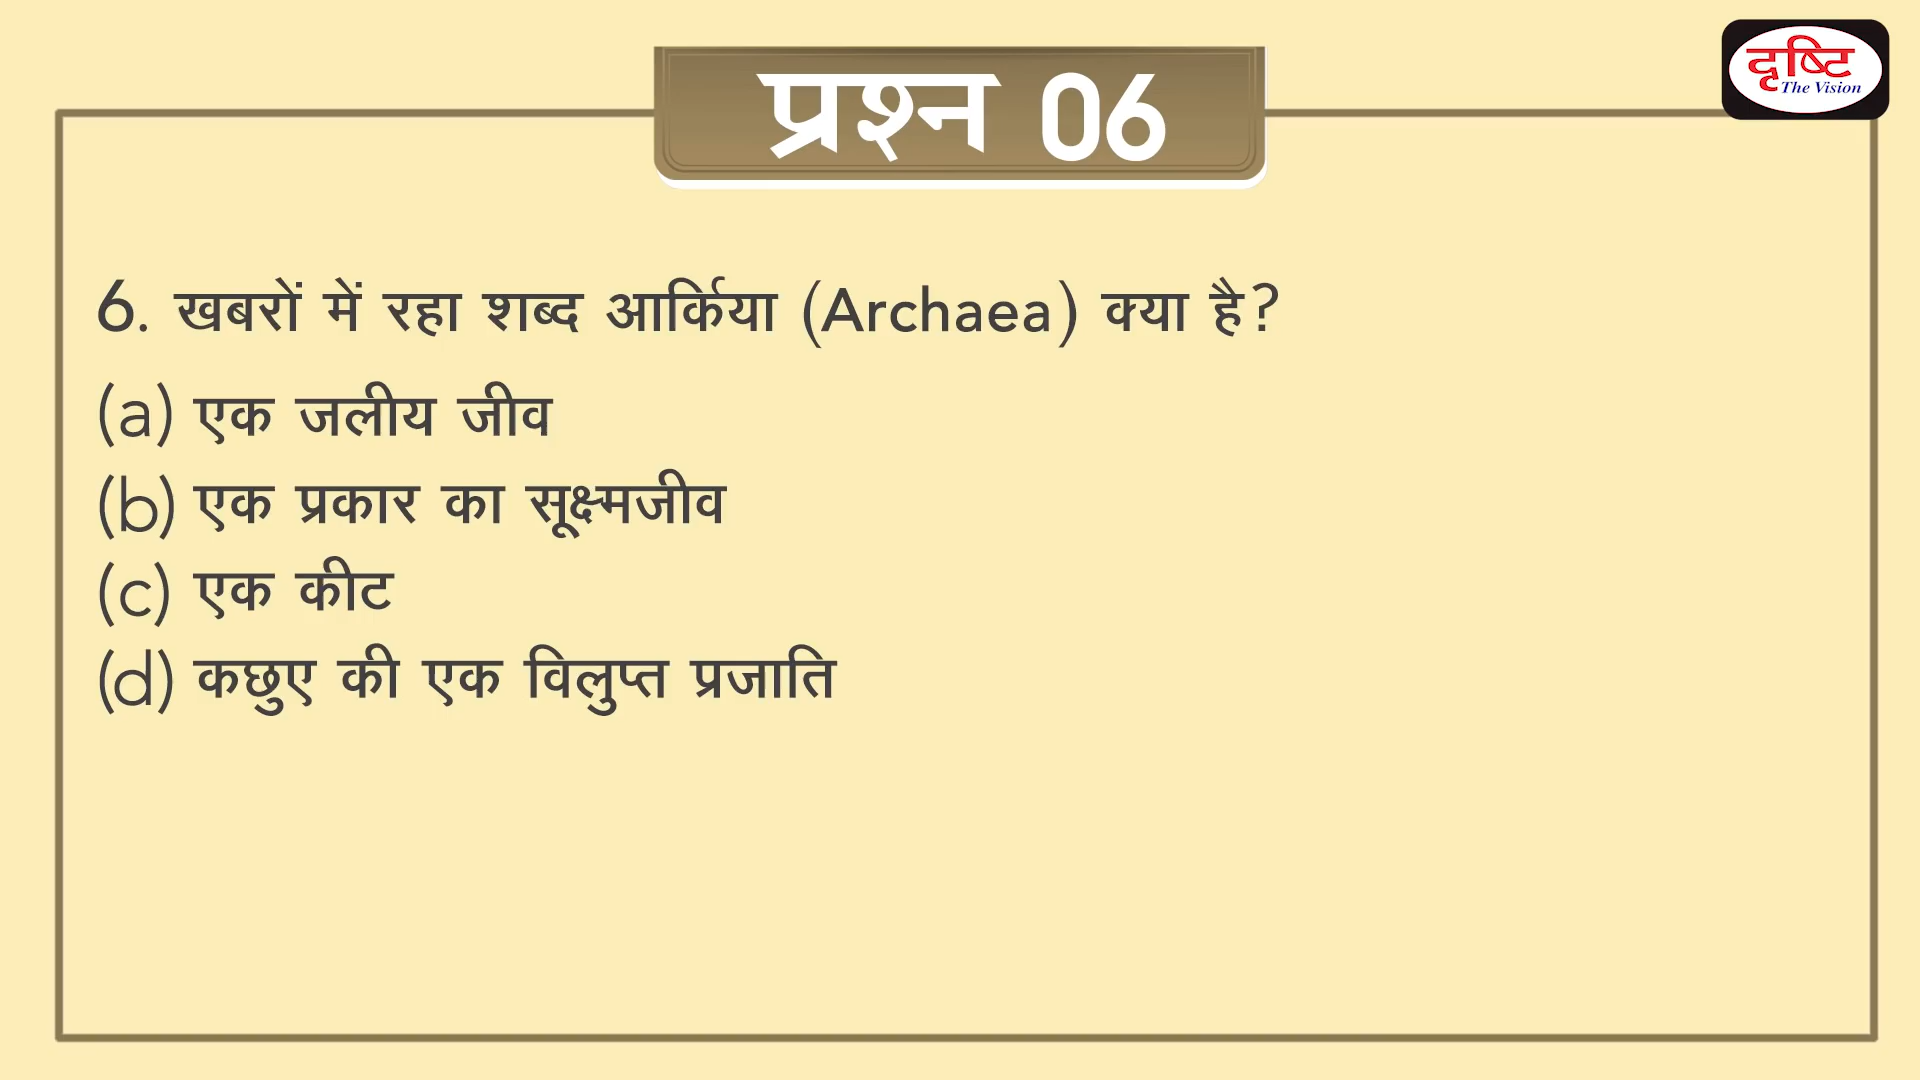 दृष्टि
The Vision
प्रश्न 06
6. खबरों में रहा शब्द आर्किया (Archaea) क्या है?
(a) एक जलीय जीव
(b) एक प्रकार का सूक्ष्मजीव
(c) एक कीट
(d) कछुए की एक विलुप्त प्रजाति